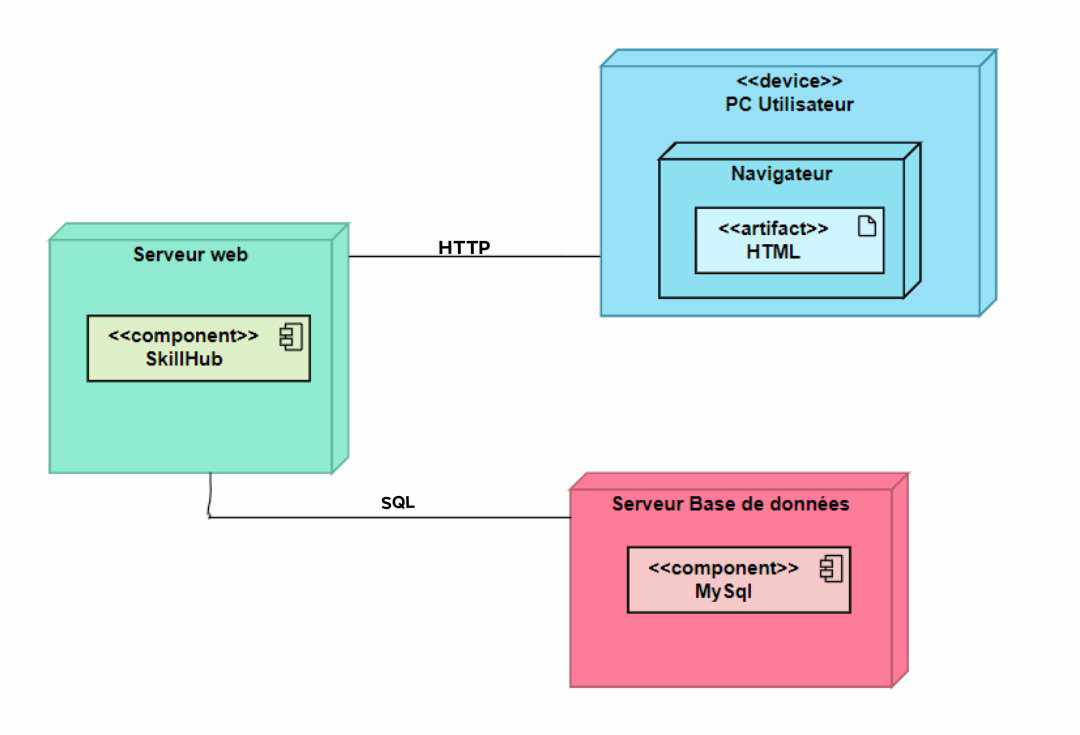 <<device>>
PC Utilisateur
Navigateur
<<artifact>>
HTML
Serveur web
HTTP
<<component>>
SkillHub
SQL
Serveur Base de données
<<component>>
MySql